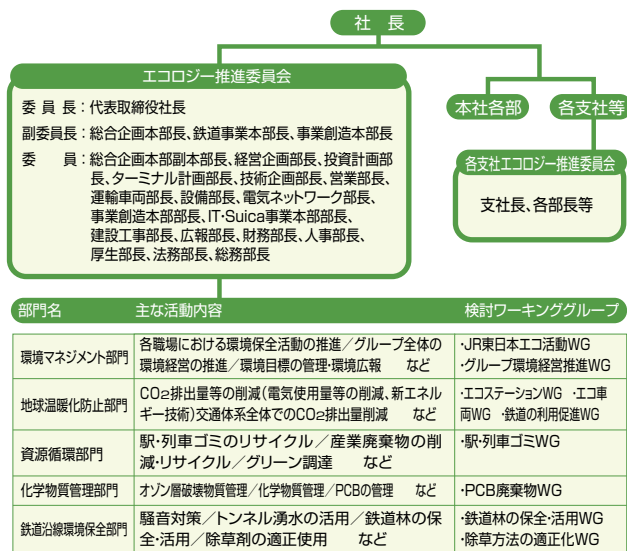 社　長
エコロジー推進委員会
委 員 長：代表取締役社長
副委員長：総合企画本部長、鉄道事業本部長、事業創造本部長
委　　員：総合企画本部副本部長、経営企画部長、投資計画部
長、ターミナル計画部長、技術企画部長、営業部長、
運輸車両部長、設備部長、電気ネットワーク部長、
事業創造本部部長、IT・Suica事業本部部長、
建設工事部長、広報部長、財務部長、人事部長、
厚生部長、法務部長、総務部長
本社各部
各支社等
各支社エコロジー推進委員会
支社長、各部長等
部門名　主な活動内容　検討ワーキンググループ
環境マネジメント部門
各職場における環境保全活動の推進／グループ全体の
環境経営の推進／環境目標の管理・環境広報　など
・JR東日本エコ活動WG
・グループ環境経営推進WG
地球温暖化防止部門
CO2排出量等の削減（電気使用量等の削減、新エネル
ギー技術）交通体系全体でのCO2排出量削減　など
・エコステーションWG ・エコ車
両WG ・鉄道の利用促進WG
資源循環部門
駅・列車ゴミのリサイクル／産業廃棄物の削
減・リサイクル／グリーン調達　など
・駅・列車ゴミWG
化学物質管理部門
オゾン層破壊物質管理／化学物質管理／PCBの管理　など
・PCB廃棄物WG
鉄道沿線環境保全部門
騒音対策／トンネル湧水の活用／鉄道林の保
全・活用／除草剤の適正使用　など
・鉄道林の保全・活用WG
・除草方法の適正化WG